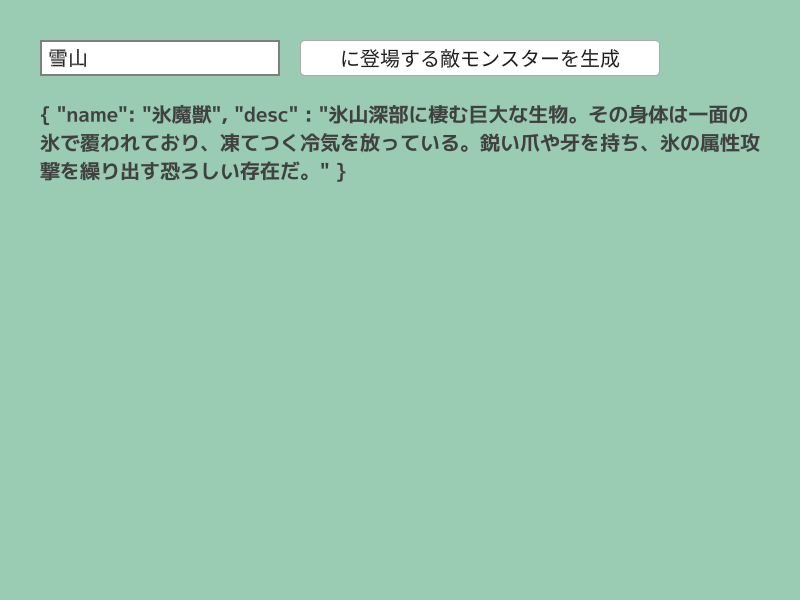 雪山
に登場する敵モンスターを生成
{ "name": "氷魔獣", "desc" : "氷山深部に棲む巨大な生物。その身体は一面の
氷で覆われており、凍てつく冷気を放っている。鋭い爪や牙を持ち、氷の属性攻
撃を繰り出す恐ろしい存在だ。" }